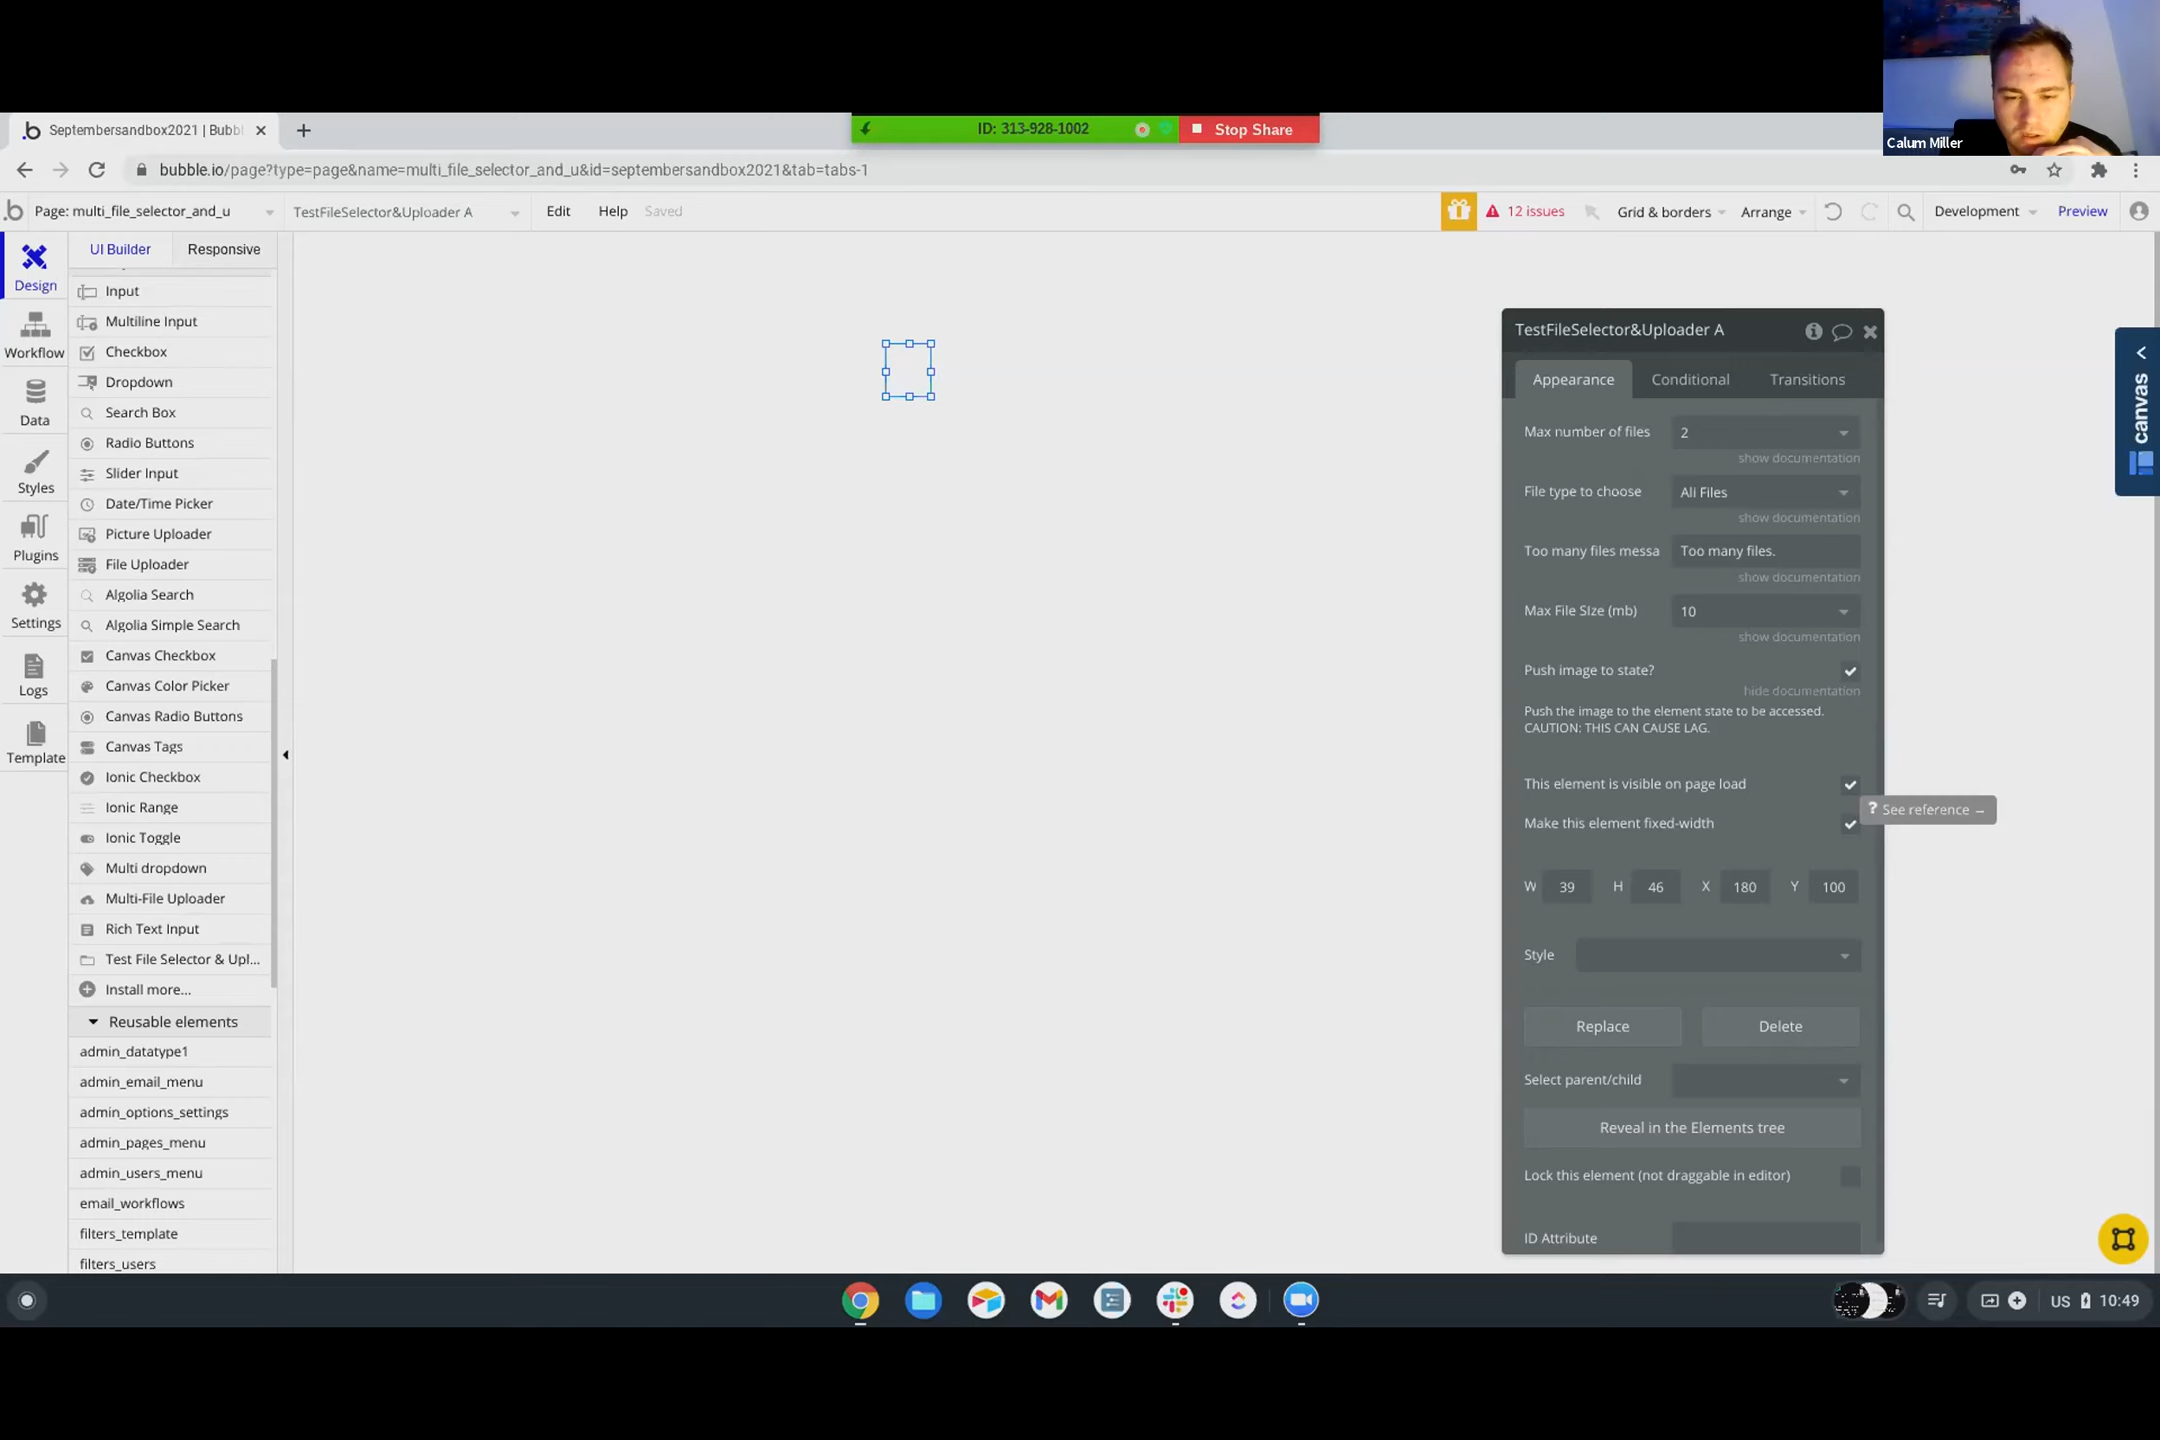 Calum Miller
Septembersandbox2021 | Bubbl
ID: 313-928-1002
Stop Share
bubble.io/page?type=page&name=multi_file_selector_and_u&id=septembersandbox2021&tab=tabs-1
Page: multi_file_selector_and_u
TestFileSelector&Uploader A
Edit
Help
Saved
12 issues
Grid & borders
Arrange
Development
Preview
UI Builder
Responsive
Design
Workflow
Data
Styles
Plugins
Settings
Logs
Template
Input
Multiline Input
Checkbox
Dropdown
Search Box
Radio Buttons
Slider Input
Date/Time Picker
Picture Uploader
File Uploader
Algolia Search
Algolia Simple Search
Canvas Checkbox
Canvas Color Picker
Canvas Radio Buttons
Canvas Tags
Ionic Checkbox
Ionic Range
Ionic Toggle
Multi dropdown
Multi-File Uploader
Rich Text Input
Test File Selector & Upl...
Install more...
Reusable elements
admin_datatype1
admin_email_menu
admin_options_settings
admin_pages_menu
admin_users_menu
email_workflows
filters_template
filters_users
TestFileSelector&Uploader A
Appearance
Conditional
Transitions
Max number of files
2
show documentation
File type to choose
All Files
show documentation
Too many files messa
Too many files.
show documentation
Max File SIze (mb)
10
show documentation
Push image to state?
hide documentation
Push the image to the element state to be accessed.
CAUTION: THIS CAN CAUSE LAG.
This element is visible on page load
? See reference →
Make this element fixed-width
W 39 H 46 X 180 Y 100
Style
Replace
Delete
Select parent/child
Reveal in the Elements tree
Lock this element (not draggable in editor)
ID Attribute
canvas
US
10:49